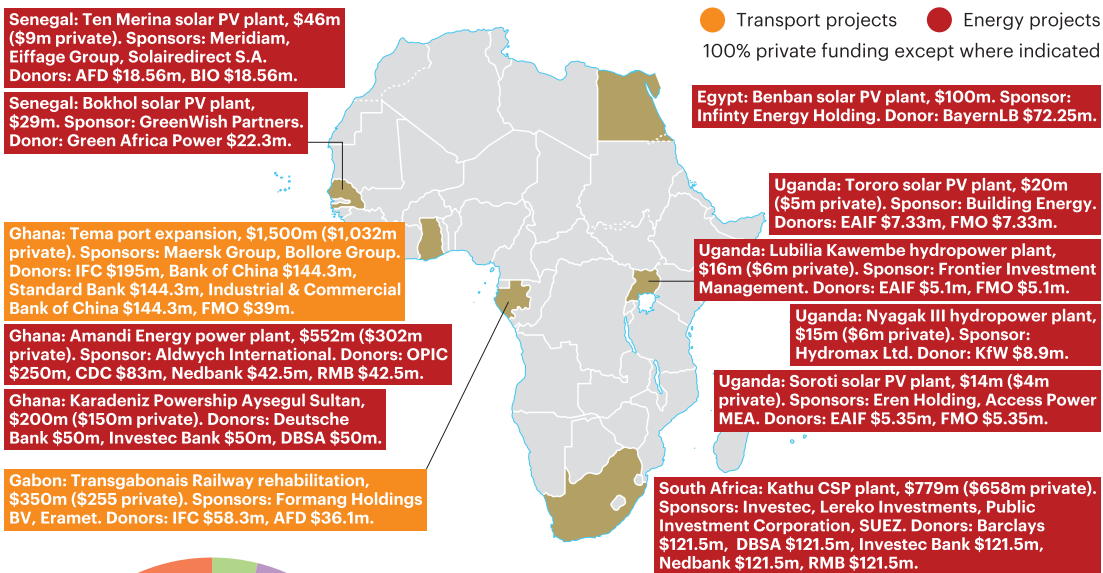 Transport projects
Energy projects
100% private funding except where indicated
Senegal: Ten Merina solar PV plant, $46m
($9m private). Sponsors: Meridiam,
Eiffage Group, Solairedirect S.A.
Donors: AFD $18.56m, BIO $18.56m.
Senegal: Bokhol solar PV plant,
$29m. Sponsor: GreenWish Partners.
Donor: Green Africa Power $22.3m.
Ghana: Tema port expansion, $1,500m ($1,032m
private). Sponsors: Maersk Group, Bollore Group.
Donors: IFC $195m, Bank of China $144.3m,
Standard Bank $144.3m, Industrial & Commercial
Bank of China $144.3m, FMO $39m.
Ghana: Amandi Energy power plant, $552m ($302m
private). Sponsor: Aldwych International. Donors: OPIC
$250m, CDC $83m, Nedbank $42.5m, RMB $42.5m.
Ghana: Karadeniz Powership Aysegul Sultan,
$200m ($150m private). Donors: Deutsche
Bank $50m, Investec Bank $50m, DBSA $50m.
Gabon: Transgabonais Railway rehabilitation,
$350m ($255 private). Sponsors: Formang Holdings
BV, Eramet. Donors: IFC $58.3m, AFD $36.1m.
Egypt: Benban solar PV plant, $100m. Sponsor:
Infinty Energy Holding. Donor: BayernLB $72.25m.
Uganda: Tororo solar PV plant, $20m
($5m private). Sponsor: Building Energy.
Donors: EAIF $7.33m, FMO $7.33m.
Uganda: Lubilia Kawembe hydropower plant,
$16m ($6m private). Sponsor: Frontier Investment
Management. Donors: EAIF $5.1m, FMO $5.1m.
Uganda: Nyagak III hydropower plant,
$15m ($6m private). Sponsor:
Hydromax Ltd. Donor: KfW $8.9m.
Uganda: Soroti solar PV plant, $14m ($4m
private). Sponsors: Eren Holding, Access Power
MEA. Donors: EAIF $5.35m, FMO $5.35m.
South Africa: Kathu CSP plant, $779m ($658m private).
Sponsors: Investec, Lereko Investments, Public
Investment Corporation, SUEZ. Donors: Barclays
$121.5m, DBSA $121.5m, Investec Bank $121.5m,
Nedbank $121.5m, RMB $121.5m.